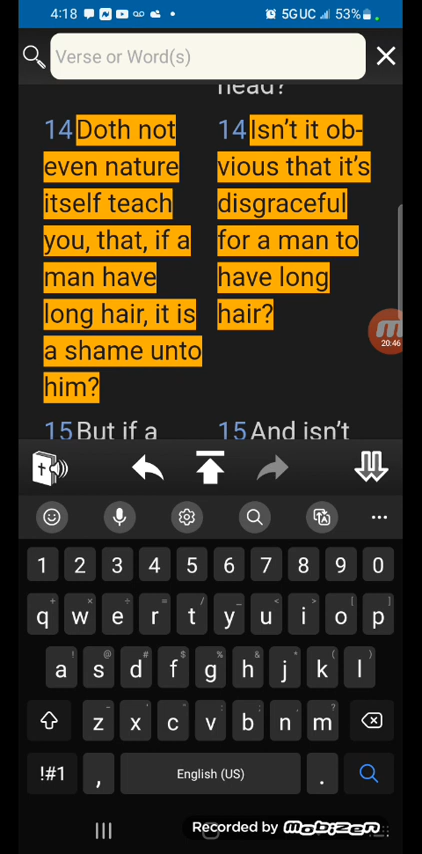 4:18 5GUC 53%
Verse or Word(s)
head?
14 Doth not
even nature
itself teach
you, that, if a
man have
long hair, it is
a shame unto
him?
15 But if a
14 Isn't it ob-
vious that it's
disgraceful
for a man to
have long
hair?
15 And isn't
20:46
1 2 3 4 5 6 7 8 9 0
q w e r t y u i o p
a s d f g h j k l
z x c v b n m
!#1 , English (US) .
Recorded by Mobizen